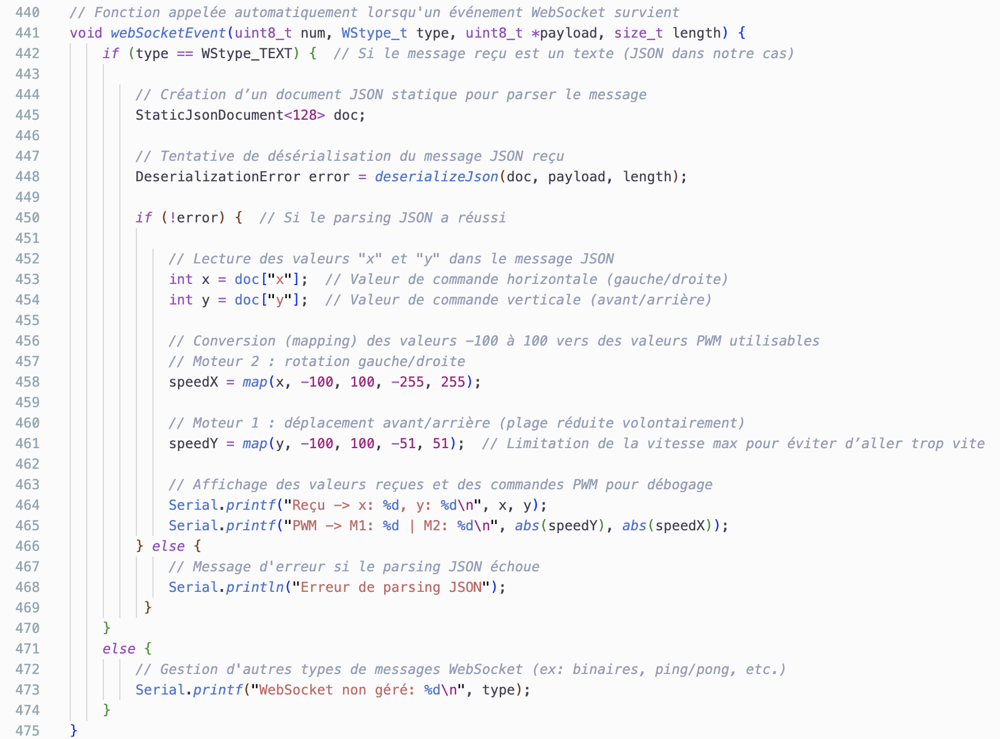 440 // Fonction appelée automatiquement lorsqu'un événement WebSocket survient
441 void webSocketEvent(uint8_t num, WStype_t type, uint8_t *payload, size_t length) {
442     if (type == WStype_TEXT) {  // Si le message reçu est un texte (JSON dans notre cas)
443
444         // Création d’un document JSON statique pour parser le message
445         StaticJsonDocument<128> doc;
446
447         // Tentative de désérialisation du message JSON reçu
448         DeserializationError error = deserializeJson(doc, payload, length);
449
450         if (!error) {  // Si le parsing JSON a réussi
451
452             // Lecture des valeurs "x" et "y" dans le message JSON
453             int x = doc["x"];  // Valeur de commande horizontale (gauche/droite)
454             int y = doc["y"];  // Valeur de commande verticale (avant/arrière)
455
456             // Conversion (mapping) des valeurs -100 à 100 vers des valeurs PWM utilisables
457             // Moteur 2 : rotation gauche/droite
458             speedX = map(x, -100, 100, -255, 255);
459
460             // Moteur 1 : déplacement avant/arrière (plage réduite volontairement)
461             speedY = map(y, -100, 100, -51, 51);  // Limitation de la vitesse max pour éviter d’aller trop vite
462
463             // Affichage des valeurs reçues et des commandes PWM pour débogage
464             Serial.printf("Reçu -> x: %d, y: %d\n", x, y);
465             Serial.printf("PWM -> M1: %d | M2: %d\n", abs(speedY), abs(speedX));
466         } else {
467             // Message d'erreur si le parsing JSON échoue
468             Serial.println("Erreur de parsing JSON");
469          }
470     }
471     else {
472         // Gestion d'autres types de messages WebSocket (ex: binaires, ping/pong, etc.)
473         Serial.printf("WebSocket non géré: %d\n", type);
474     }
475 }